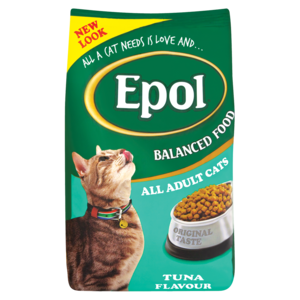 NEW
LOOK
ALL A CAT NEEDS IS LOVE AND...
Epol
BALANCED FOOD
ALL ADULT CATS
ORIGINAL
TASTE
TUNA
FLAVOUR